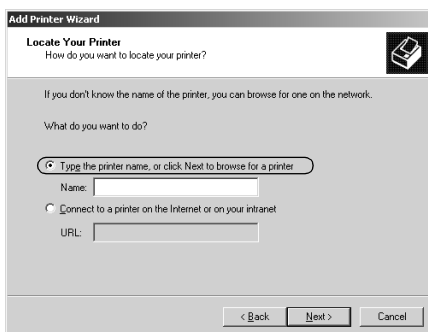 Add Printer Wizard
Locate Your Printer
How do you want to locate your printer?
If you don't know the name of the printer, you can browse for one on the network.
What do you want to do?
Type the printer name, or click Next to browse for a printer
Name:
Connect to a printer on the Internet or on your intranet
URL:
< Back Next > Cancel